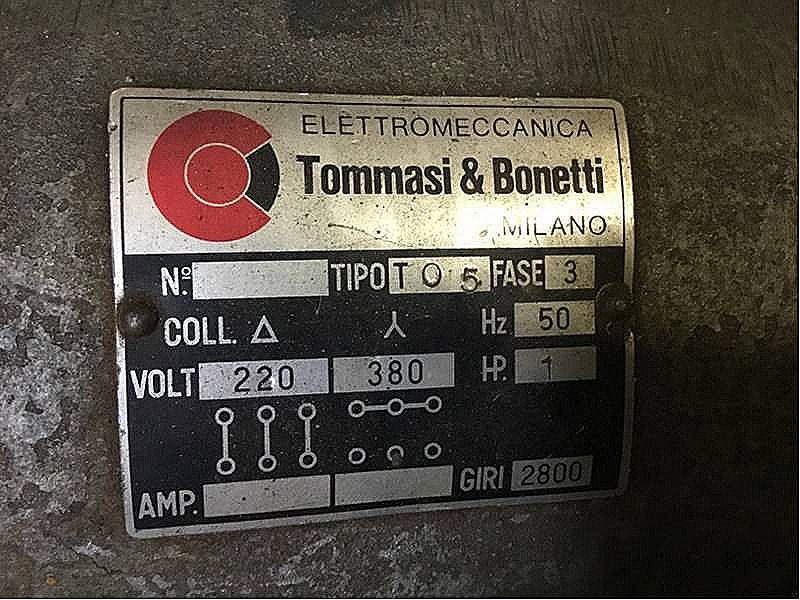 ELETTROMECCANICA
Tommasi & Bonetti
MILANO
N.º TIPO T O 5 FASE 3
COLL. Δ Y Hz 50
VOLT 220 380 HP. 1
AMP. GIRI 2800